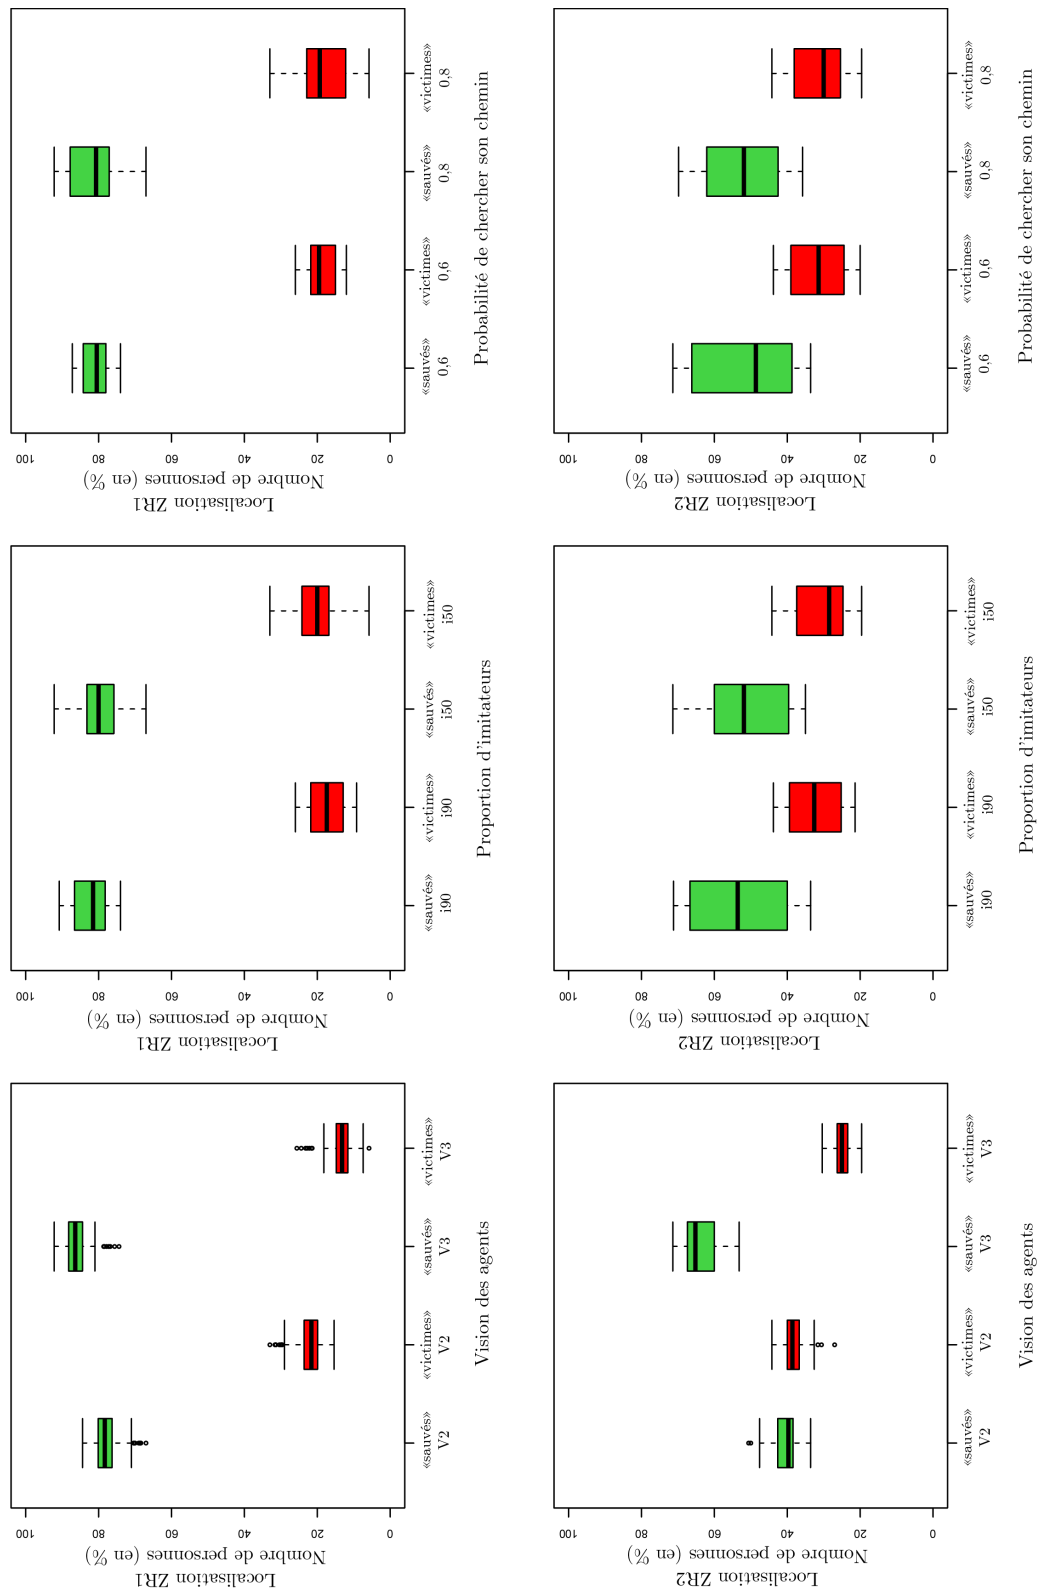 Localisation ZR1
Nombre de personnes (en %)
100
80
60
40
20
0
«sauvés» «victimes» «sauvés» «victimes»
V2 V2 V3 V3
Vision des agents
Localisation ZR1
Nombre de personnes (en %)
100
80
60
40
20
0
«sauvés» «victimes» «sauvés» «victimes»
i90 i90 i50 i50
Proportion d'imitateurs
Localisation ZR1
Nombre de personnes (en %)
100
80
60
40
20
0
«sauvés» «victimes» «sauvés» «victimes»
0,6 0,6 0,8 0,8
Probabilité de chercher son chemin
Localisation ZR2
Nombre de personnes (en %)
100
80
60
40
20
0
«sauvés» «victimes» «sauvés» «victimes»
V2 V2 V3 V3
Vision des agents
Localisation ZR2
Nombre de personnes (en %)
100
80
60
40
20
0
«sauvés» «victimes» «sauvés» «victimes»
i90 i90 i50 i50
Proportion d'imitateurs
Localisation ZR2
Nombre de personnes (en %)
100
80
60
40
20
0
«sauvés» «victimes» «sauvés» «victimes»
0,6 0,6 0,8 0,8
Probabilité de chercher son chemin